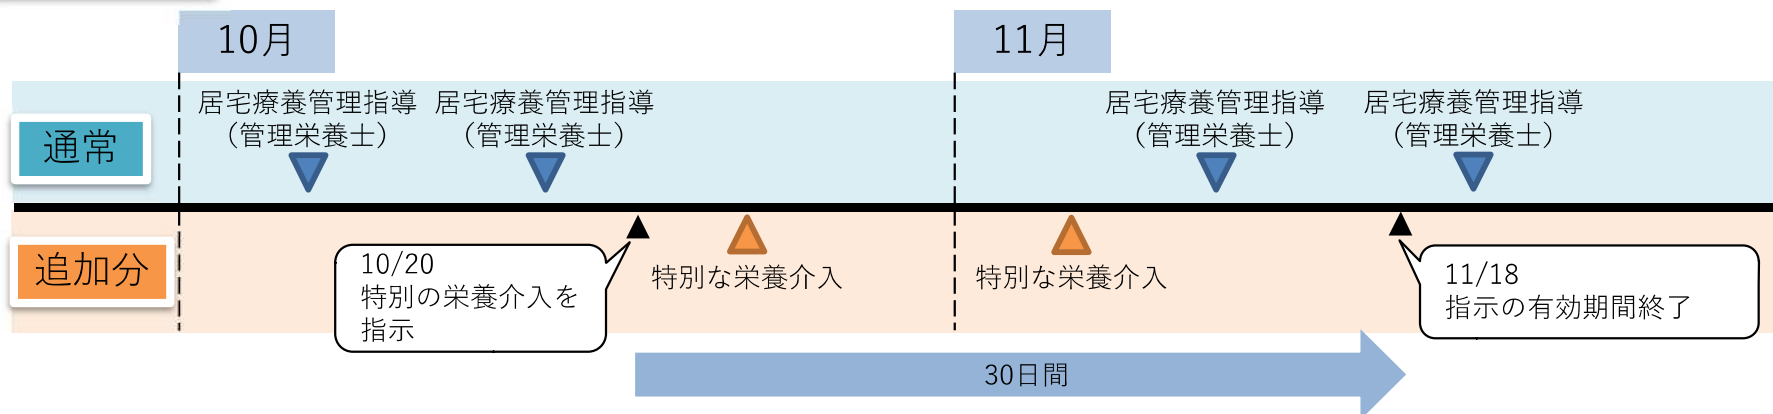 10月
11月
通常
居宅療養管理指導
（管理栄養士）
居宅療養管理指導
（管理栄養士）
居宅療養管理指導
（管理栄養士）
居宅療養管理指導
（管理栄養士）
追加分
10/20
特別の栄養介入を
指示
特別な栄養介入
特別な栄養介入
11/18
指示の有効期間終了
30日間